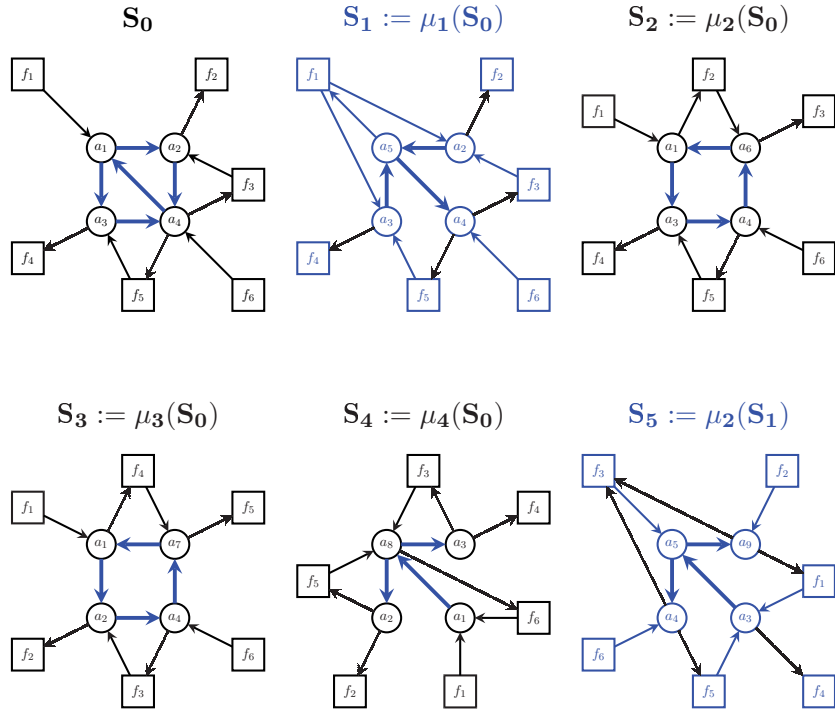 S₀ S₁ := μ₁(S₀) S₂ := μ₂(S₀)
f₁ f₂ f₁ f₂ f₂
f₁ f₃
a₁ a₂ a₅ a₂ a₁ a₆
f₃ f₃
a₃ a₄ a₃ a₄ a₃ a₄
f₄ f₄ f₄ f₆
f₅ f₆ f₅ f₆ f₅
S₃ := μ₃(S₀) S₄ := μ₄(S₀) S₅ := μ₂(S₁)
f₄ f₃ f₃ f₂
f₁ f₅ f₄
a₁ a₇ a₈ a₃ a₅ a₉
f₅ f₁
a₂ a₄ a₂ a₁ a₄ a₃
f₆
f₂ f₆ f₆
f₃ f₂ f₁ f₅ f₄